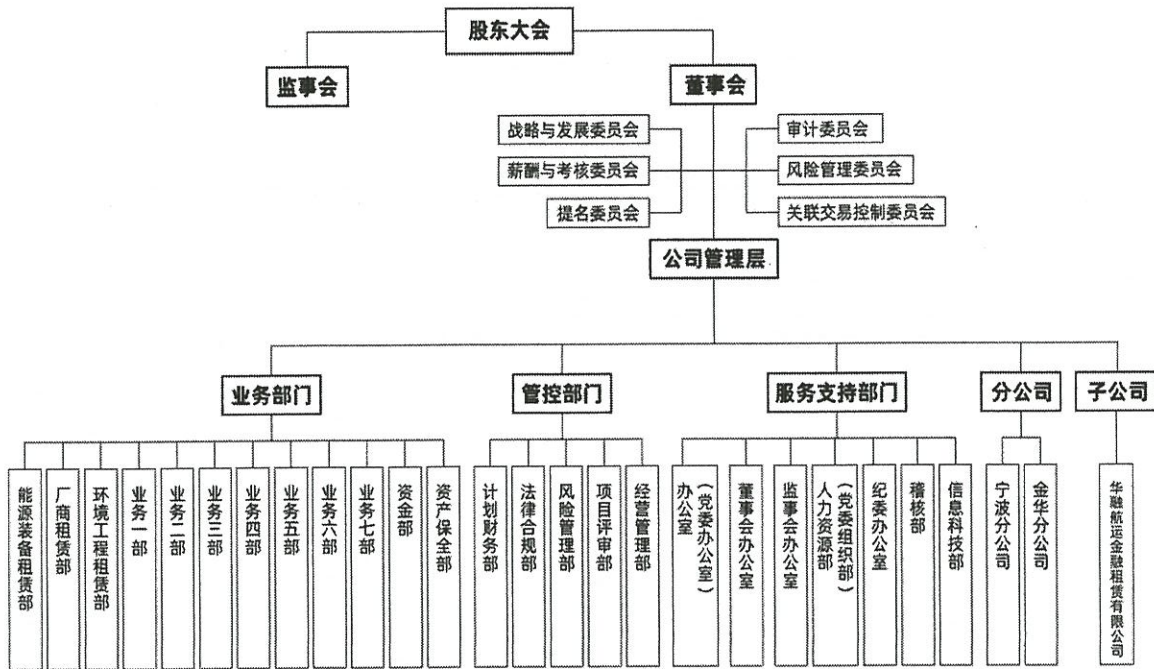 股东大会
监事会
董事会
战略与发展委员会
审计委员会
薪酬与考核委员会
风险管理委员会
提名委员会
关联交易控制委员会
公司管理层
业务部门
管控部门
服务支持部门
分公司
子公司
能源装备租赁部
厂商租赁部
环境工程租赁部
业务一部
业务二部
业务三部
业务四部
业务五部
业务六部
业务七部
资金部
资产保全部
计划财务部
法律合规部
风险管理部
项目评审部
经营管理部
(党委办公室)
办公室
董事会办公室
监事会办公室
(党委组织部)
人力资源部
纪委办公室
稽核部
信息科技部
宁波分公司
金华分公司
华融航运金融租赁有限公司